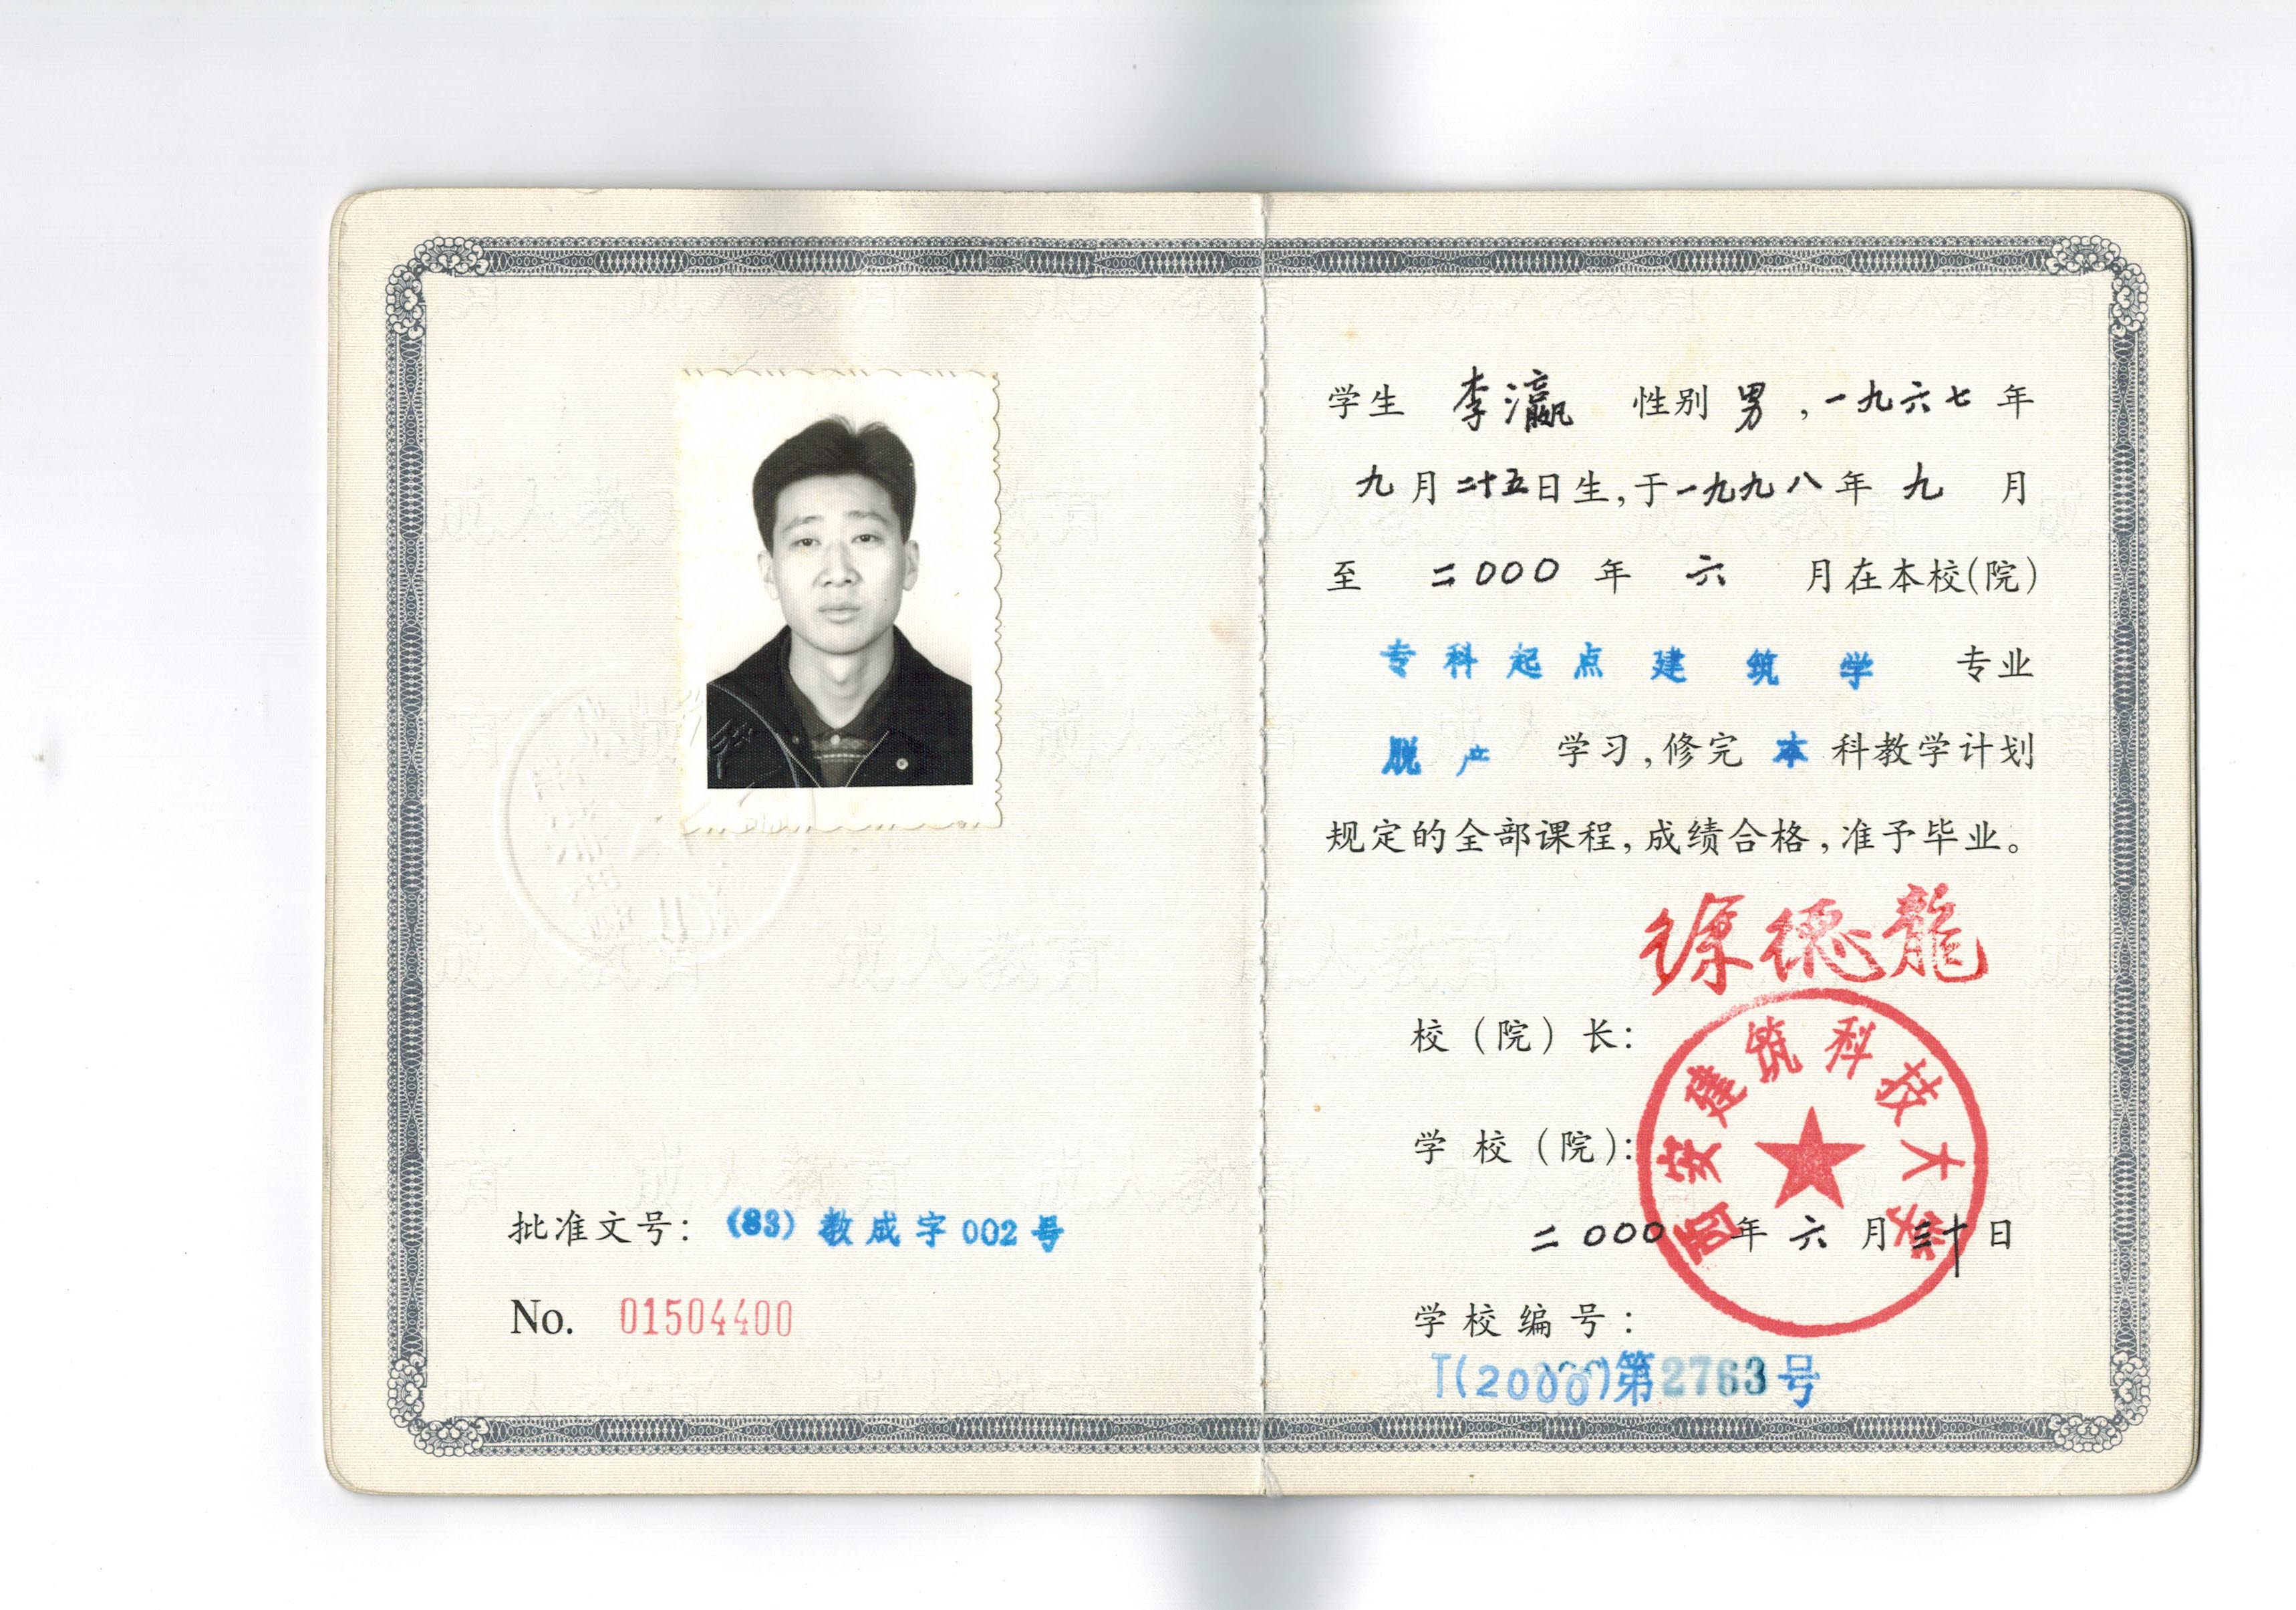 批准文号：(83) 教成字002号
No. 01504400
学生 李瀛 性别 男，一九六七年
九月二十五日生，于一九九八年 九 月
至 二000 年 六 月在本校(院)
专科起点建筑学 专业
脱产 学习，修完 本 科教学计划
规定的全部课程，成绩合格，准予毕业。
徐德龍
校（院）长：
西安建筑科技大学
学校（院）：
二000年六月三十日
学校编号：
T(2000)第2763号